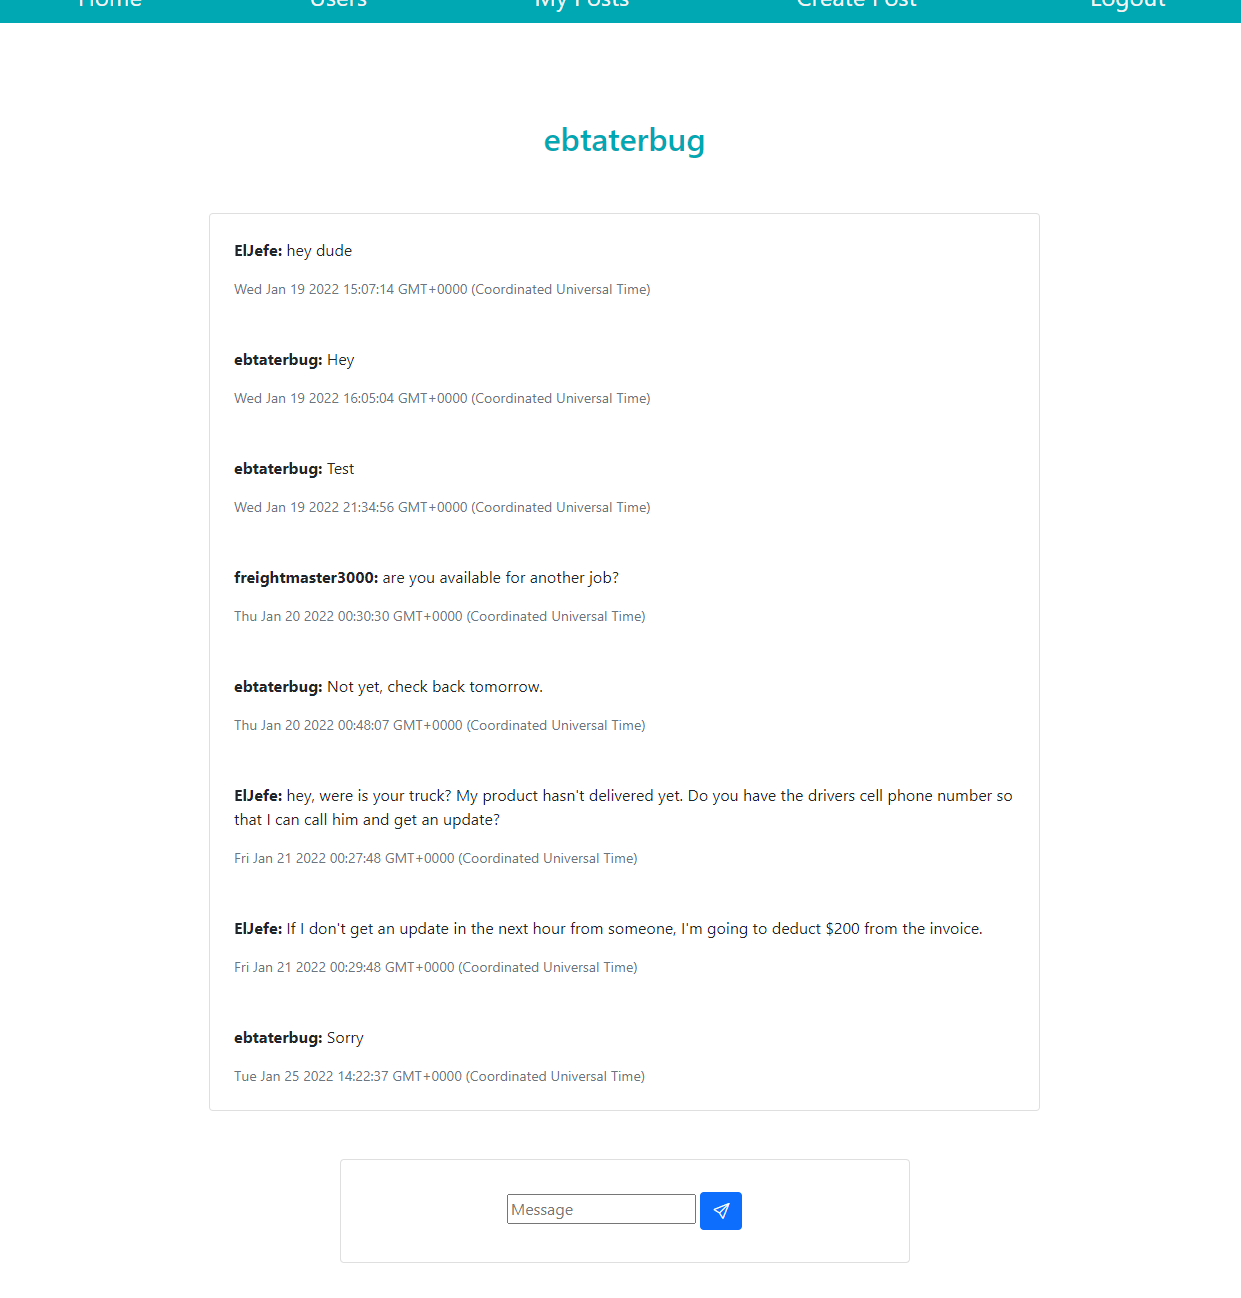 Home Users My Posts Create Post Logout
ebtaterbug
ElJefe: hey dude
Wed Jan 19 2022 15:07:14 GMT+0000 (Coordinated Universal Time)
ebtaterbug: Hey
Wed Jan 19 2022 16:05:04 GMT+0000 (Coordinated Universal Time)
ebtaterbug: Test
Wed Jan 19 2022 21:34:56 GMT+0000 (Coordinated Universal Time)
freightmaster3000: are you available for another job?
Thu Jan 20 2022 00:30:30 GMT+0000 (Coordinated Universal Time)
ebtaterbug: Not yet, check back tomorrow.
Thu Jan 20 2022 00:48:07 GMT+0000 (Coordinated Universal Time)
ElJefe: hey, were is your truck? My product hasn't delivered yet. Do you have the drivers cell phone number so
that I can call him and get an update?
Fri Jan 21 2022 00:27:48 GMT+0000 (Coordinated Universal Time)
ElJefe: If I don't get an update in the next hour from someone, I'm going to deduct $200 from the invoice.
Fri Jan 21 2022 00:29:48 GMT+0000 (Coordinated Universal Time)
ebtaterbug: Sorry
Tue Jan 25 2022 14:22:37 GMT+0000 (Coordinated Universal Time)
Message